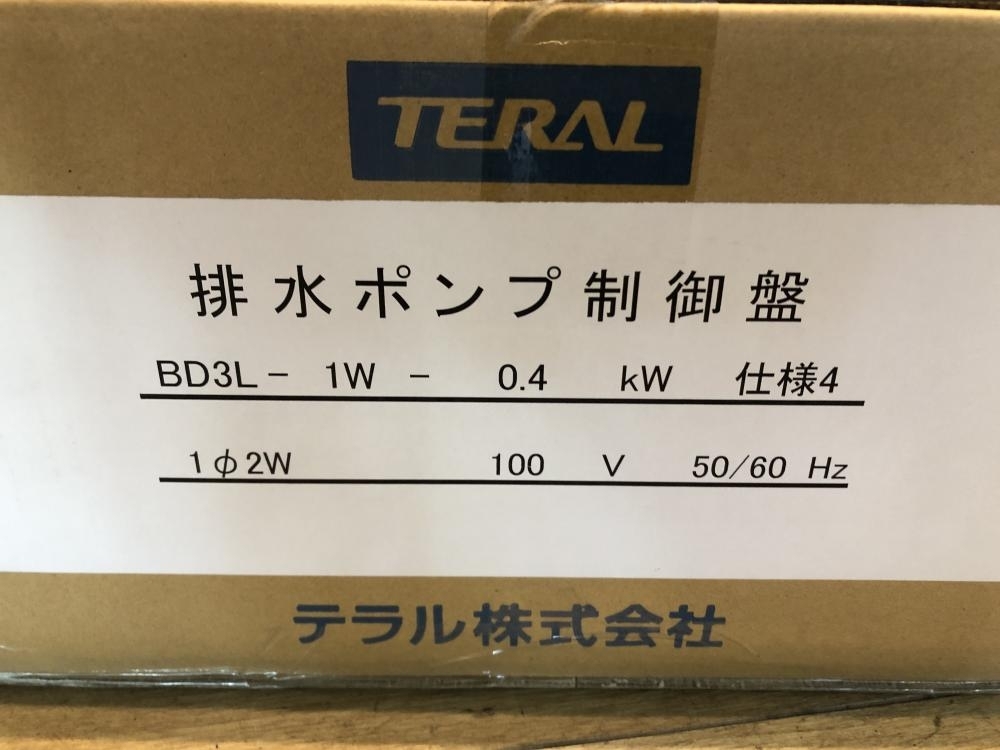 TERAL
排水ポンプ制御盤
BD3L - 1W - 0.4 kW 仕様4
1φ2W 100 V 50/60 Hz
テラル株式会社